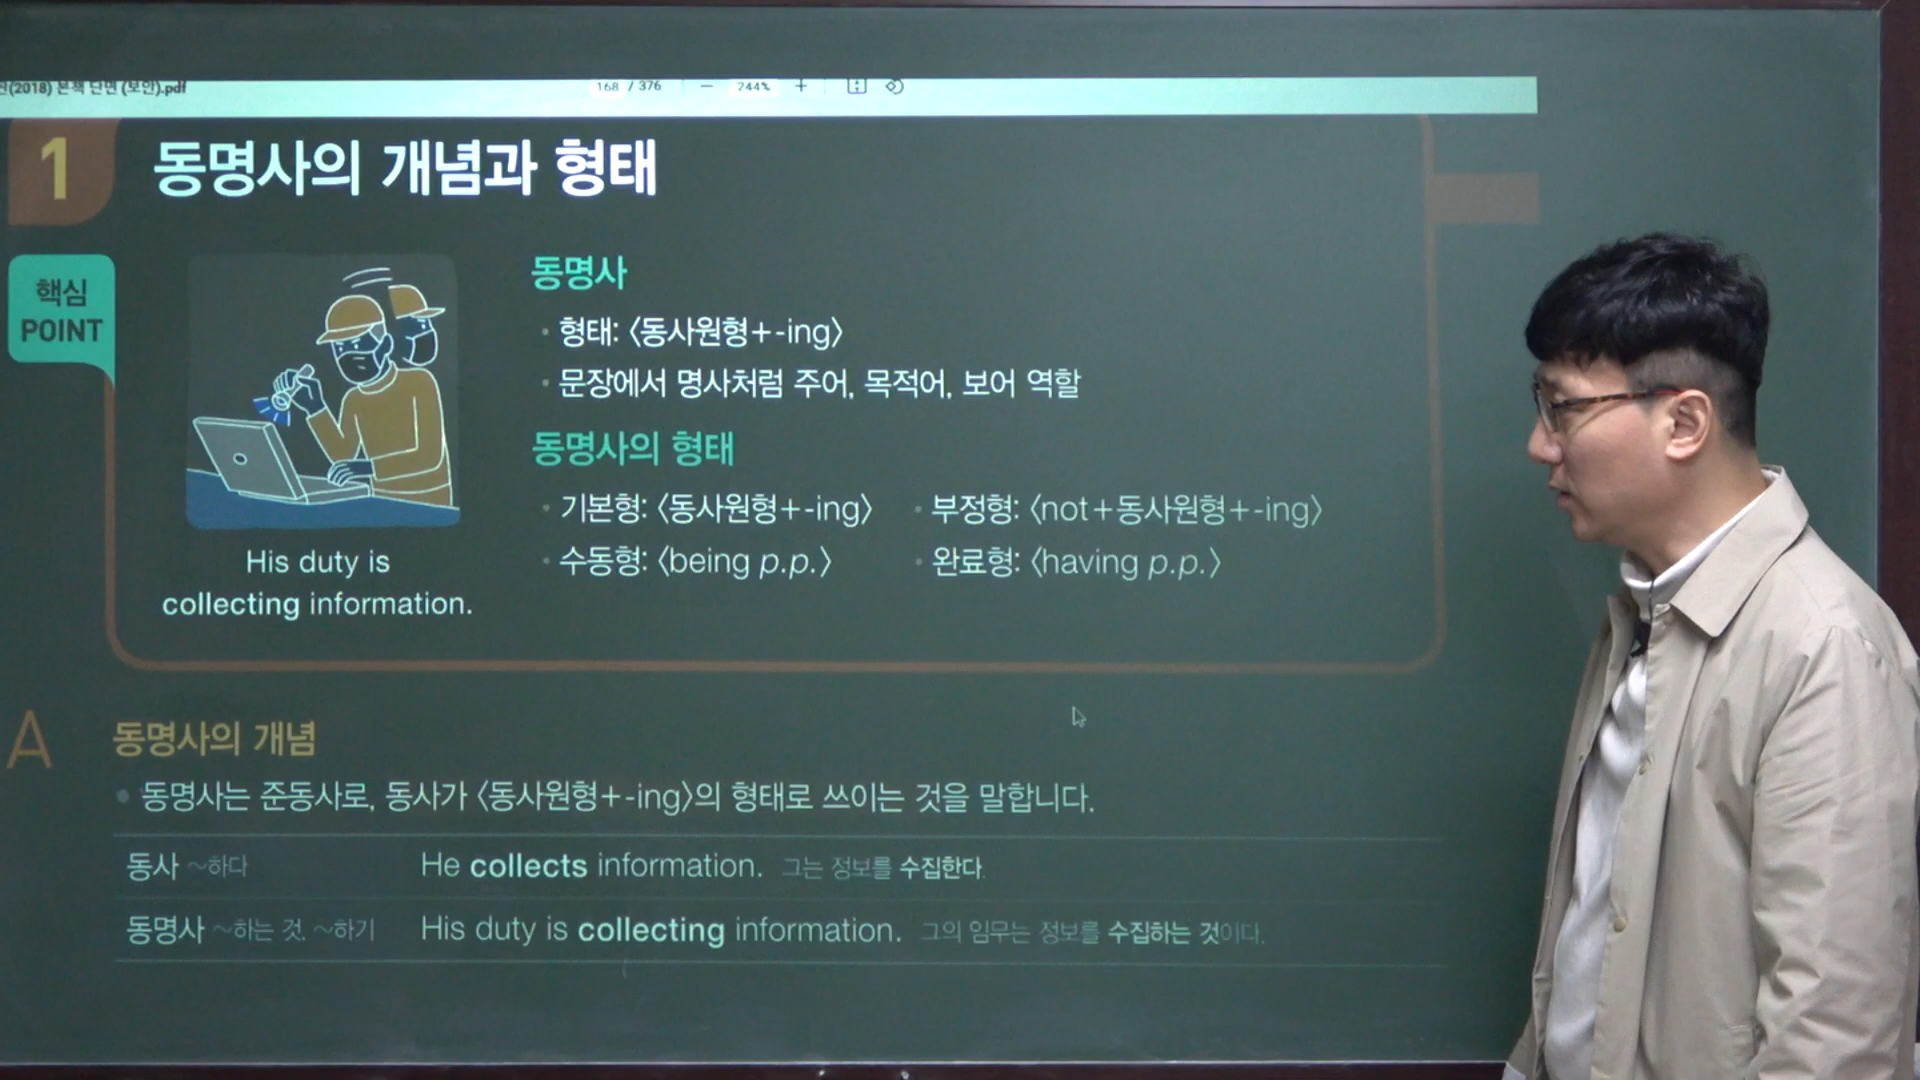 (2018) 본책 단면 (보안).pdf
168 / 376 − 244% +
1 동명사의 개념과 형태
핵심
POINT
동명사
• 형태: 〈동사원형+-ing〉
• 문장에서 명사처럼 주어, 목적어, 보어 역할
동명사의 형태
• 기본형: 〈동사원형+-ing〉 • 부정형: 〈not+동사원형+-ing〉
• 수동형: 〈being p.p.〉 • 완료형: 〈having p.p.〉
His duty is
collecting information.
A 동명사의 개념
• 동명사는 준동사로, 동사가 〈동사원형+-ing〉의 형태로 쓰이는 것을 말합니다.
동사 ~하다 He collects information. 그는 정보를 수집한다.
동명사 ~하는 것, ~하기 His duty is collecting information. 그의 임무는 정보를 수집하는 것이다.